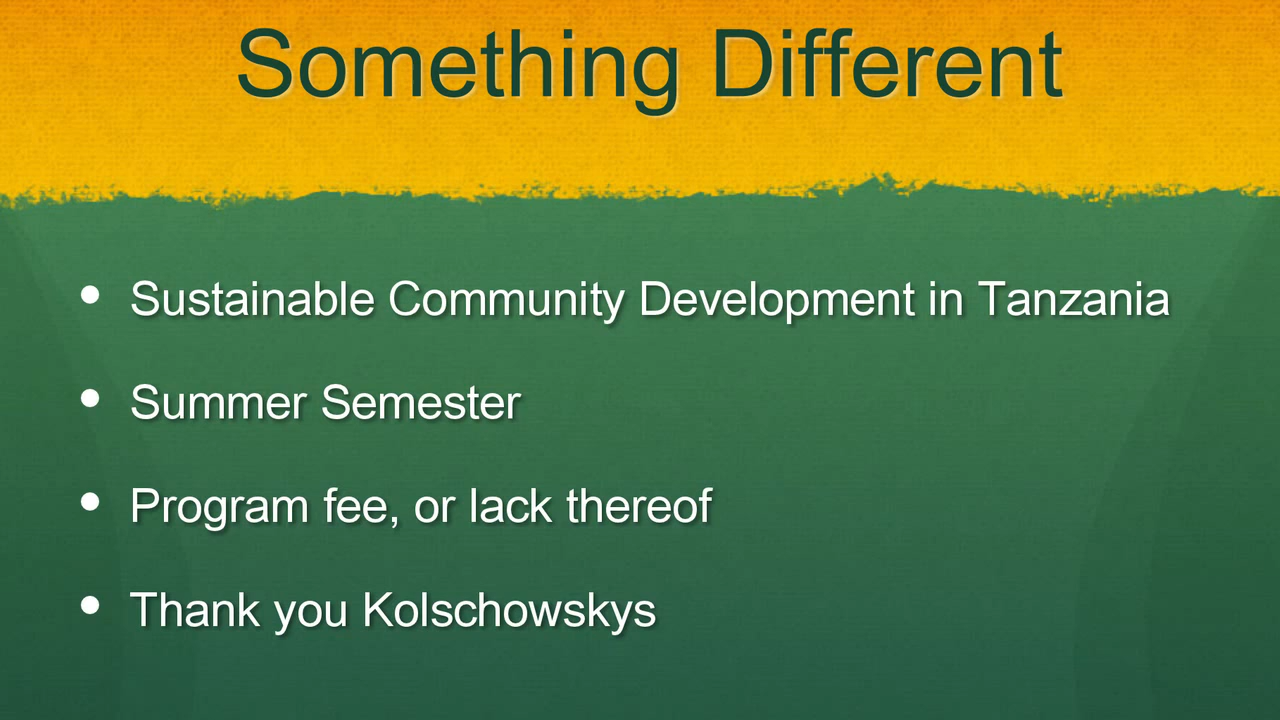 Something Different
• Sustainable Community Development in Tanzania
• Summer Semester
• Program fee, or lack thereof
• Thank you Kolschowskys